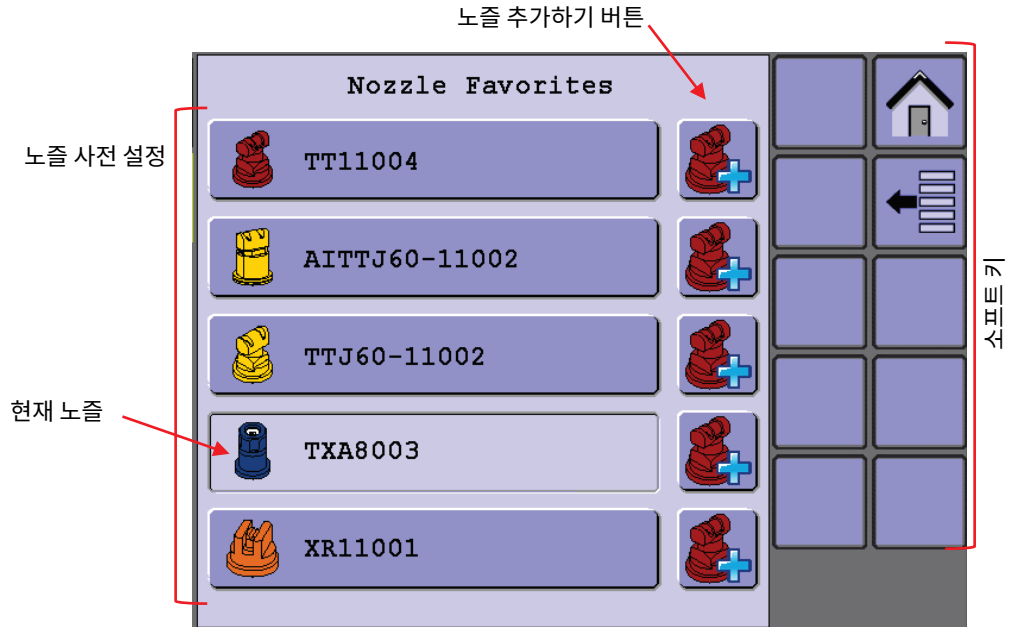 노즐 추가하기 버튼
Nozzle Favorites
노즐 사전 설정
TT11004
AITTJ60-11002
TTJ60-11002
소프트 키
현재 노즐
TXA8003
XR11001